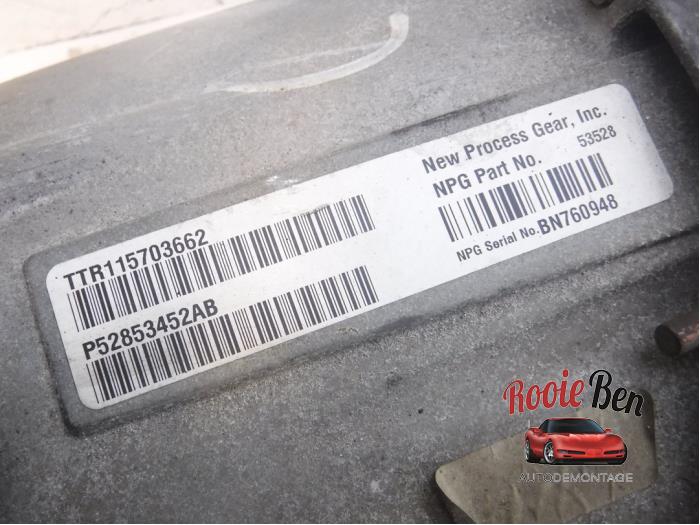 TTR115703662
P52853452AB
New Process Gear, Inc.
NPG Part No. 53528
NPG Serial No. BN760948
Rooie Ben
AUTODEMONTAGE